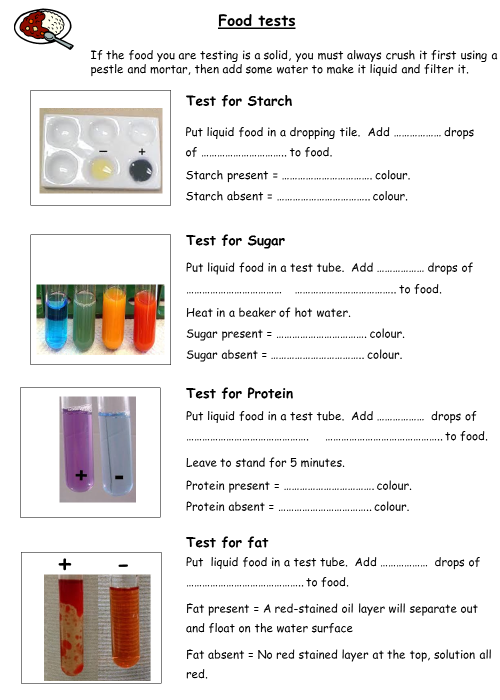 Food tests
If the food you are testing is a solid, you must always crush it first using a
pestle and mortar, then add some water to make it liquid and filter it.
Test for Starch
Put liquid food in a dropping tile. Add ……………… drops
of …………………………… to food.
Starch present = ……………………………. colour.
Starch absent = …………………………….. colour.
− +
Test for Sugar
Put liquid food in a test tube. Add ……………… drops of
……………………………… ……………………………….. to food.
Heat in a beaker of hot water.
Sugar present = ……………………………. colour.
Sugar absent = …………………………….. colour.
Test for Protein
Put liquid food in a test tube. Add ……………… drops of
………………………………………. …………………………………….. to food.
Leave to stand for 5 minutes.
Protein present = ……………………………. colour.
Protein absent = …………………………….. colour.
+ -
Test for fat
Put liquid food in a test tube. Add ……………… drops of
…………………………………….. to food.
Fat present = A red-stained oil layer will separate out
and float on the water surface
Fat absent = No red stained layer at the top, solution all
red.
+ -